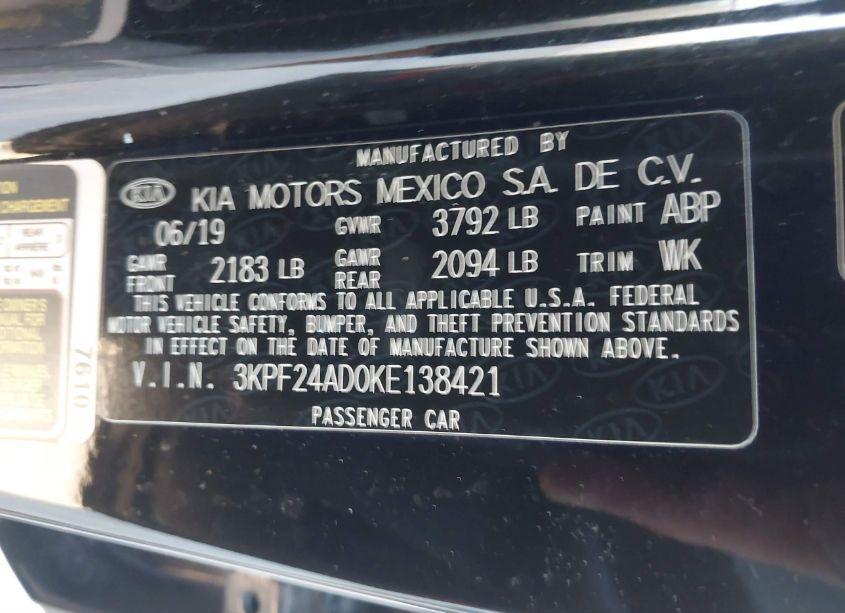 MANUFACTURED BY
KIA KIA MOTORS MEXICO S.A. DE C.V.
06/19 GVWR 3792 LB PAINT ABP
GAWR FRONT 2183 LB GAWR REAR 2094 LB TRIM WK
THIS VEHICLE CONFORMS TO ALL APPLICABLE U.S.A. FEDERAL
MOTOR VEHICLE SAFETY, BUMPER, AND THEFT PREVENTION STANDARDS
IN EFFECT ON THE DATE OF MANUFACTURE SHOWN ABOVE.
V.I.N. 3KPF24AD0KE138421
PASSENGER CAR
7610